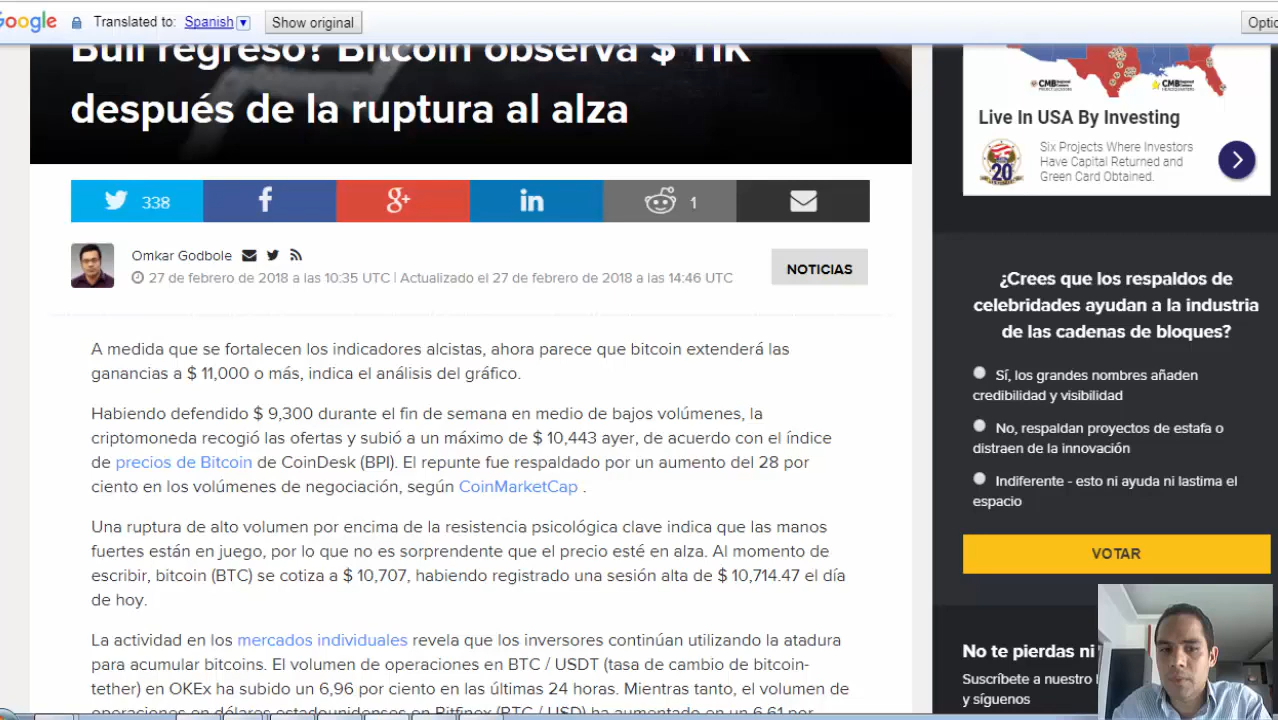 Google Translated to: Spanish Show original Optio
Bull regreso? Bitcoin observa $ 11K
después de la ruptura al alza
338
1
Omkar Godbole
27 de febrero de 2018 a las 10:35 UTC | Actualizado el 27 de febrero de 2018 a las 14:46 UTC
NOTICIAS
A medida que se fortalecen los indicadores alcistas, ahora parece que bitcoin extenderá las
ganancias a $ 11,000 o más, indica el análisis del gráfico.
Habiendo defendido $ 9,300 durante el fin de semana en medio de bajos volúmenes, la
criptomoneda recogió las ofertas y subió a un máximo de $ 10,443 ayer, de acuerdo con el índice
de precios de Bitcoin de CoinDesk (BPI). El repunte fue respaldado por un aumento del 28 por
ciento en los volúmenes de negociación, según CoinMarketCap .
Una ruptura de alto volumen por encima de la resistencia psicológica clave indica que las manos
fuertes están en juego, por lo que no es sorprendente que el precio esté en alza. Al momento de
escribir, bitcoin (BTC) se cotiza a $ 10,707, habiendo registrado una sesión alta de $ 10,714.47 el día
de hoy.
La actividad en los mercados individuales revela que los inversores continúan utilizando la atadura
para acumular bitcoins. El volumen de operaciones en BTC / USDT (tasa de cambio de bitcoin-
tether) en OKEx ha subido un 6,96 por ciento en las últimas 24 horas. Mientras tanto, el volumen de
operaciones en dólares estadounidenses en Bitfinex (BTC / USD) ha aumentado en un 6,61 por
CMB
CMB
Live In USA By Investing
20
Six Projects Where Investors
Have Capital Returned and
Green Card Obtained.
¿Crees que los respaldos de
celebridades ayudan a la industria
de las cadenas de bloques?
Sí, los grandes nombres añaden
credibilidad y visibilidad
No, respaldan proyectos de estafa o
distraen de la innovación
Indiferente - esto ni ayuda ni lastima el
espacio
VOTAR
No te pierdas ni
Suscríbete a nuestro
y síguenos